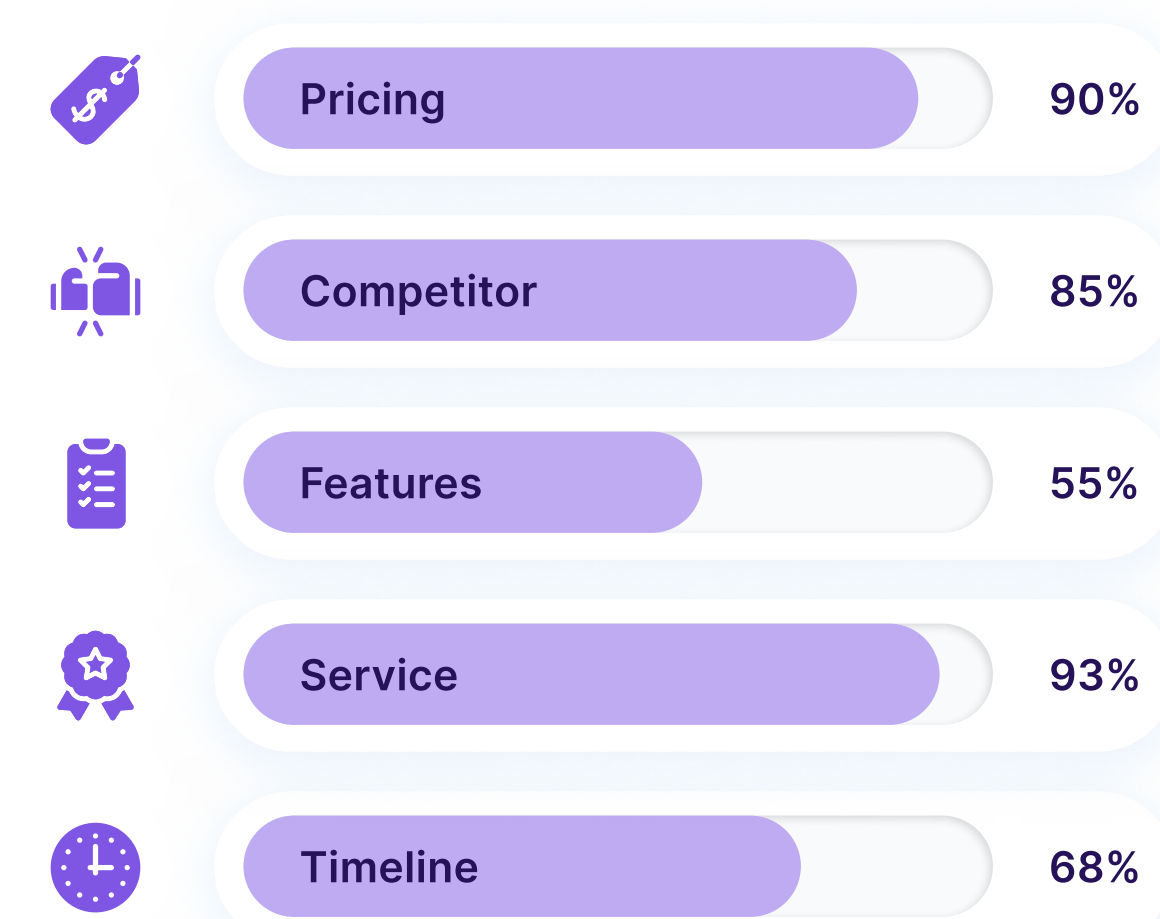 Pricing 90%
Competitor 85%
Features 55%
Service 93%
Timeline 68%